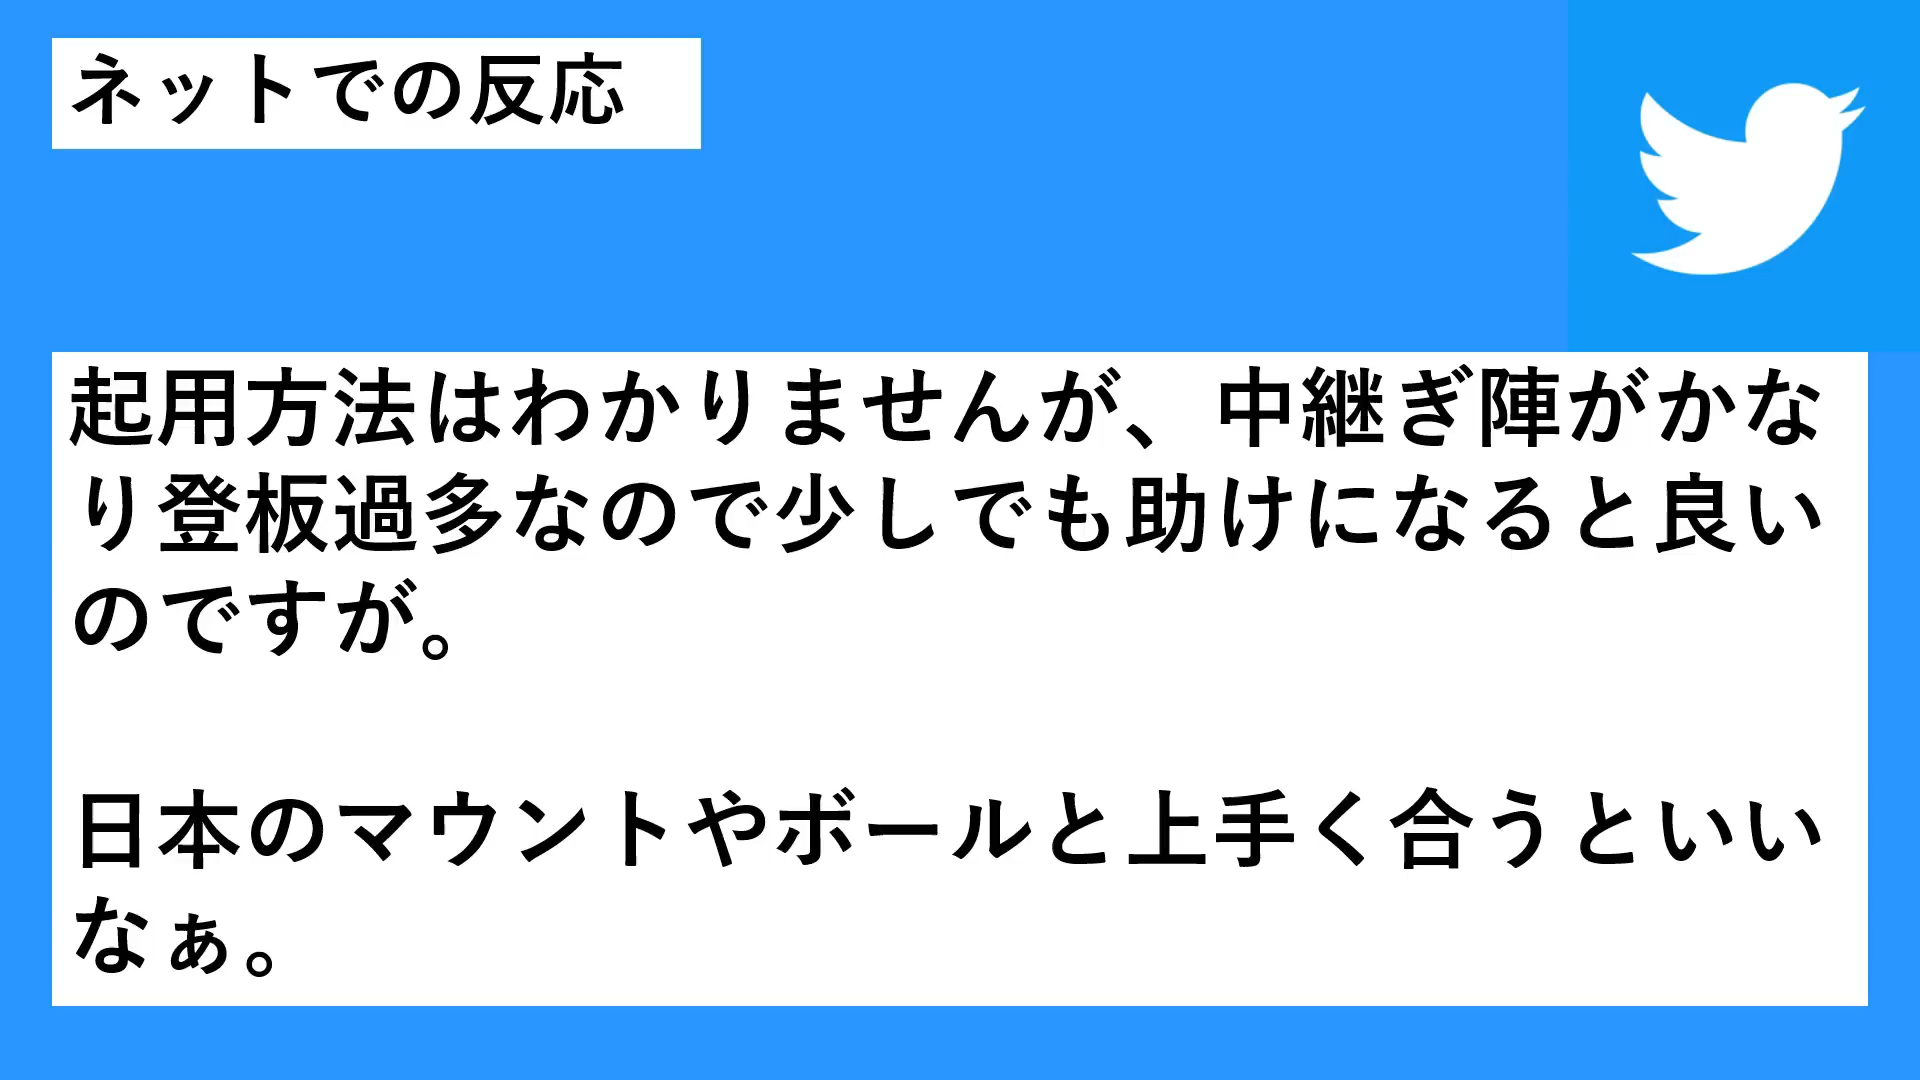 ネットでの反応
起用方法はわかりませんが、中継ぎ陣がかな
り登板過多なので少しでも助けになると良い
のですが。
日本のマウントやボールと上手く合うといい
なぁ。